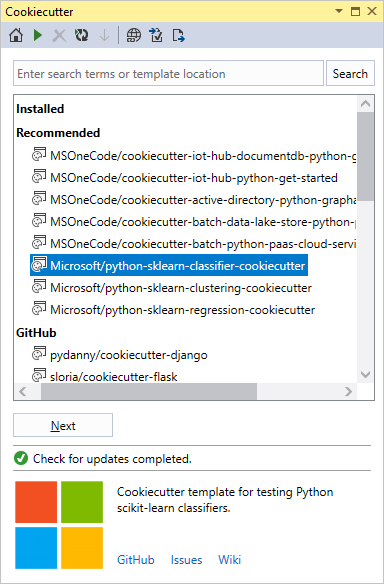 Cookiecutter
Enter search terms or template location
Search
Installed
Recommended
MSOneCode/cookiecutter-iot-hub-documentdb-python-g
MSOneCode/cookiecutter-iot-hub-python-get-started
MSOneCode/cookiecutter-active-directory-python-grapha
MSOneCode/cookiecutter-batch-data-lake-store-python-p
MSOneCode/cookiecutter-batch-python-paas-cloud-servi
Microsoft/python-sklearn-classifier-cookiecutter
Microsoft/python-sklearn-clustering-cookiecutter
Microsoft/python-sklearn-regression-cookiecutter
GitHub
pydanny/cookiecutter-django
sloria/cookiecutter-flask
Next
Check for updates completed.
Cookiecutter template for testing Python
scikit-learn classifiers.
GitHub Issues Wiki